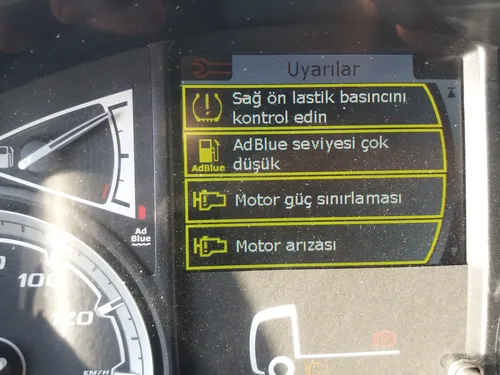 Uyarılar
Sağ ön lastik basıncını
kontrol edin
AdBlue seviyesi çok
düşük
AdBlue
Motor güç sınırlaması
Motor arızası
Ad
Blue
100
120
KM/H